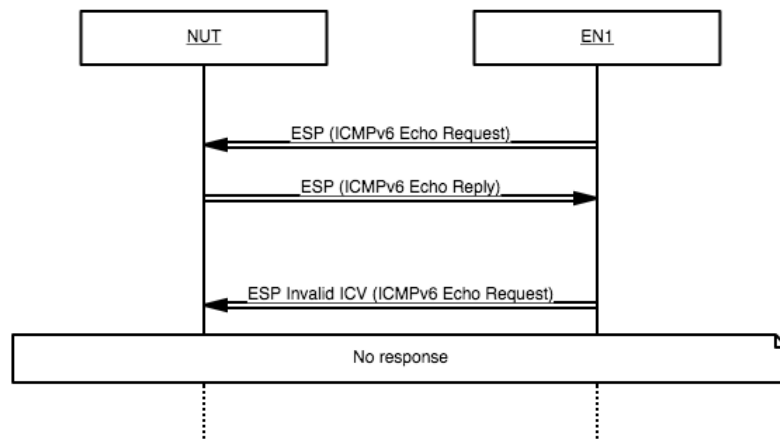 NUT
EN1
ESP (ICMPv6 Echo Request)
ESP (ICMPv6 Echo Reply)
ESP Invalid ICV (ICMPv6 Echo Request)
No response